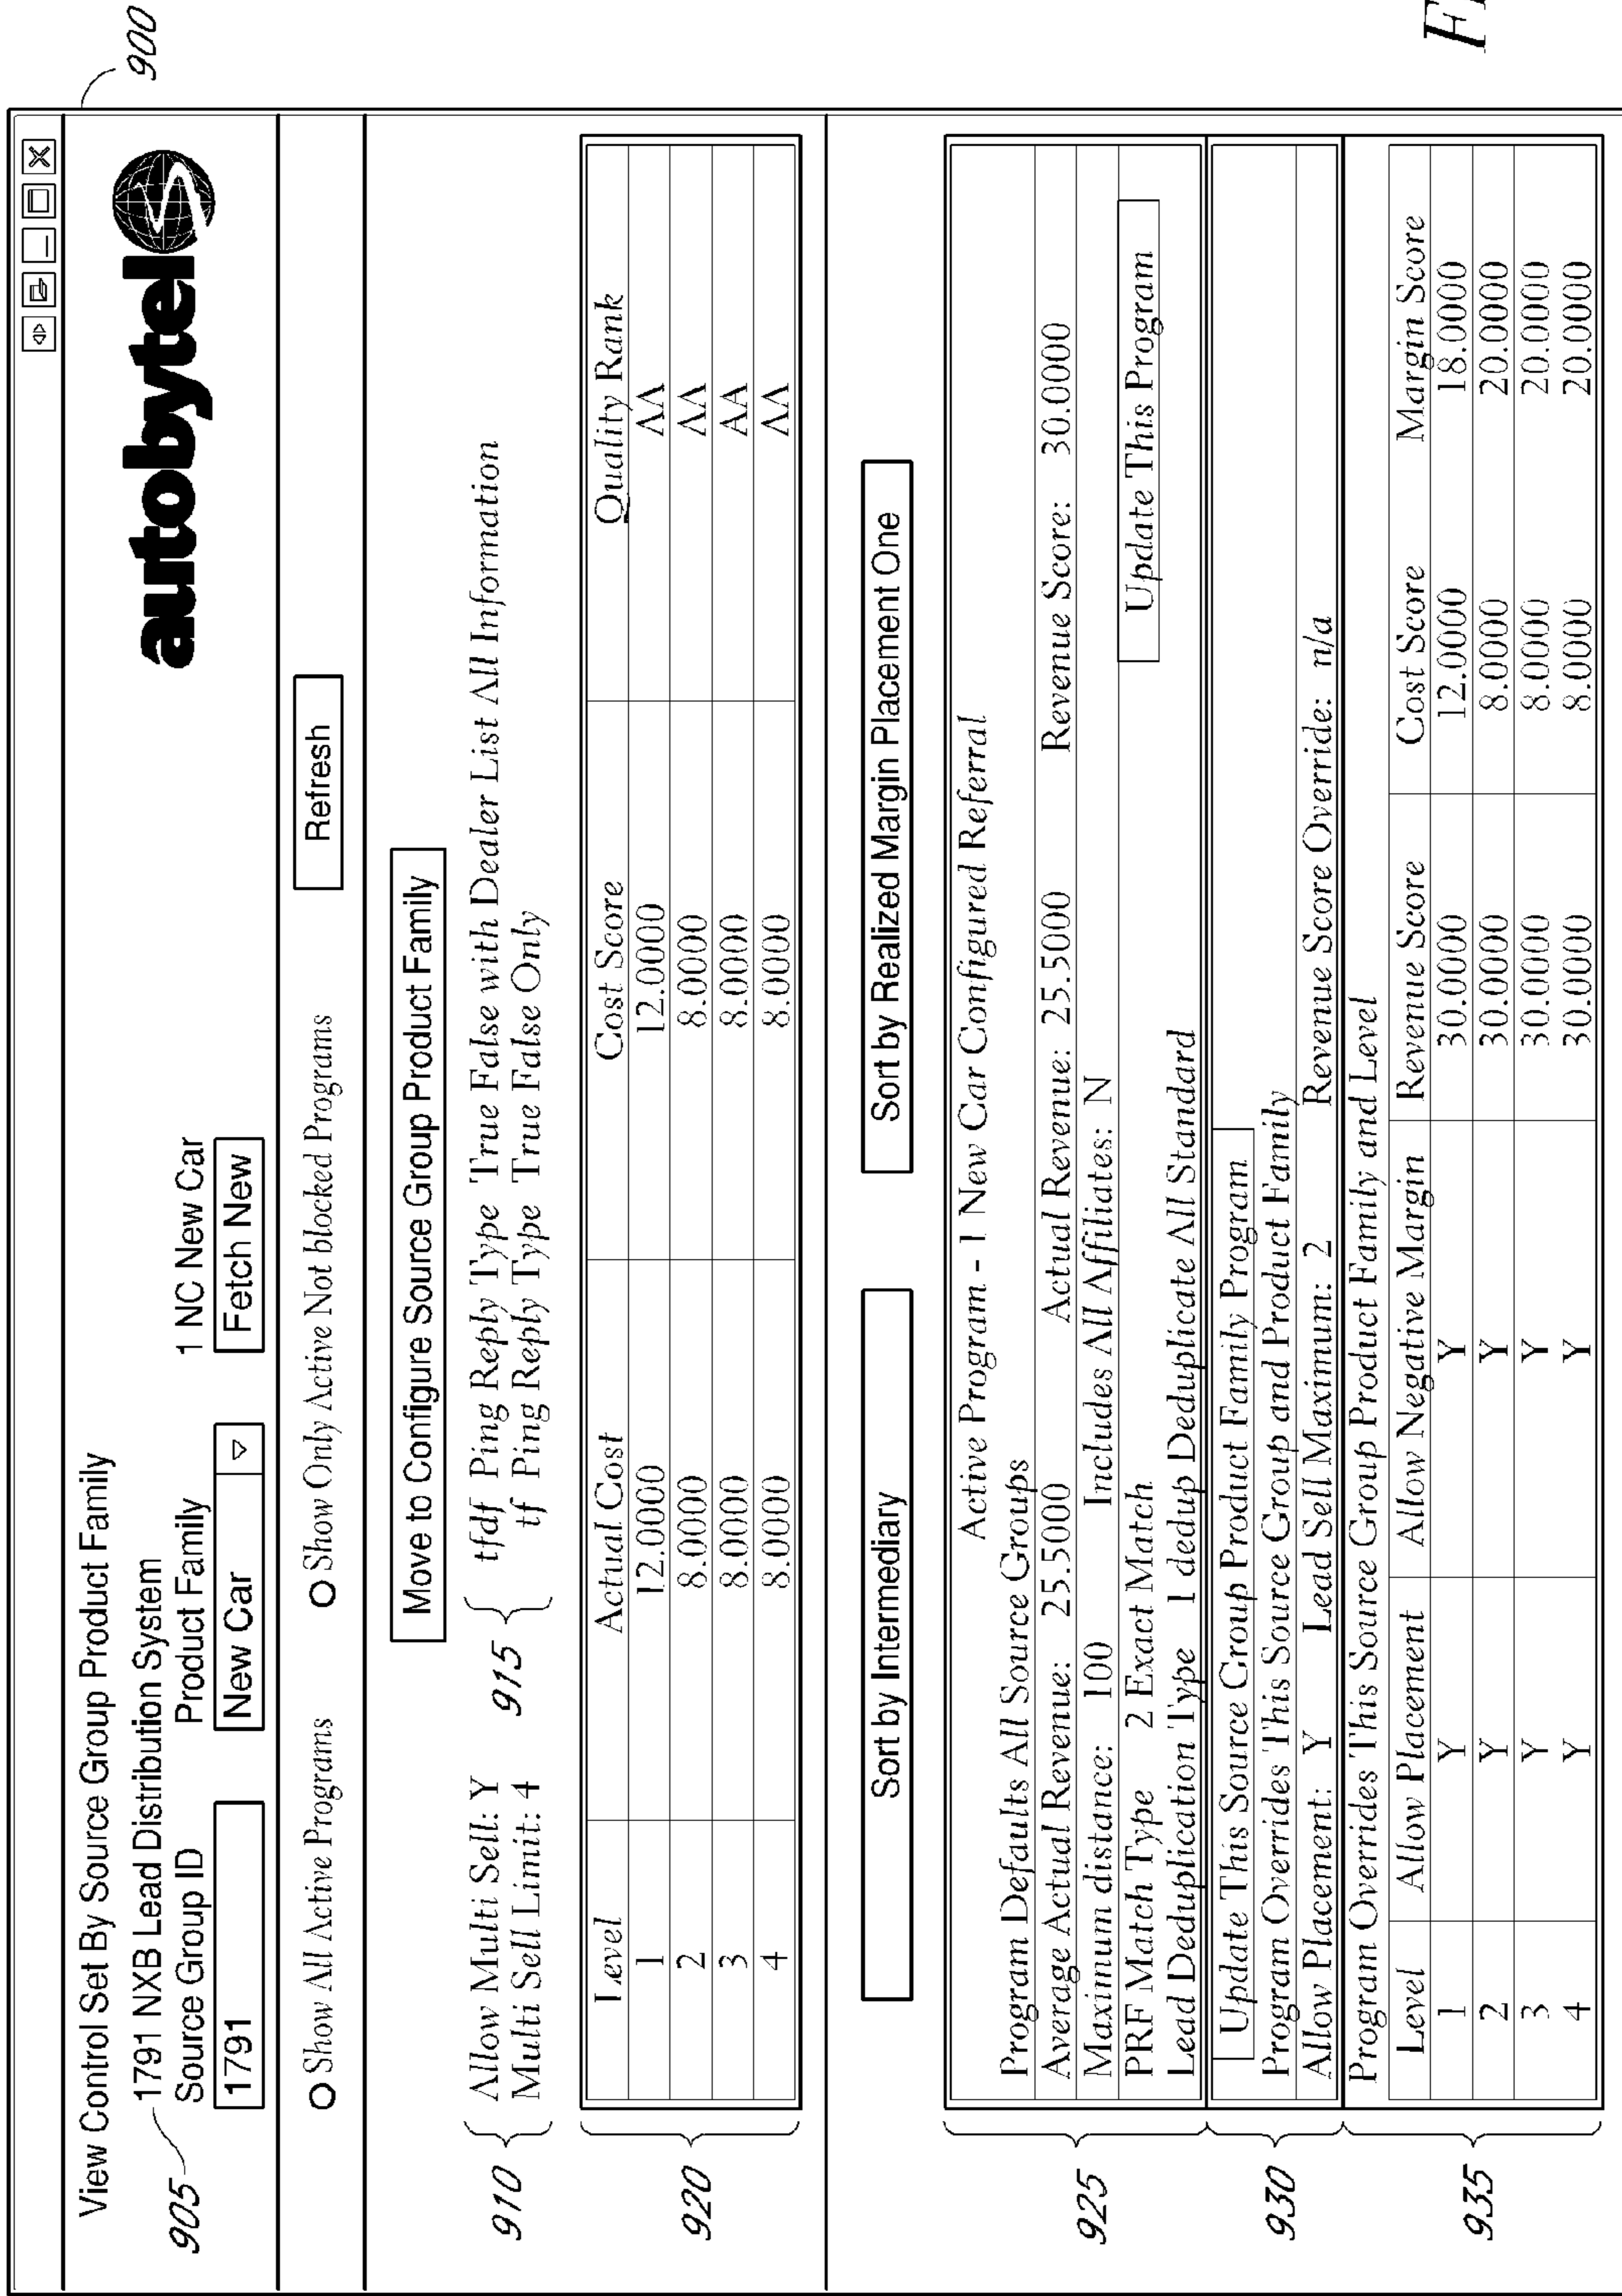 900
View Control Set By Source Group Product Family
autobytel
905
1791 NXB Lead Distribution System
1 NC New Car
Source Group ID Product Family
1791 New Car Fetch New
Show All Active Programs Show Only Active Not blocked Programs Refresh
Move to Configure Source Group Product Family
910 Allow Multi Sell: Y 915 tfdf Ping Reply Type True False with Dealer List All Information
Multi Sell Limit: 4 tf Ping Reply Type True False Only
920
Level Actual Cost Cost Score Quality Rank
1 12.0000 12.0000 AA
2 8.0000 8.0000 AA
3 8.0000 8.0000 AA
4 8.0000 8.0000 AA
Sort by Intermediary Sort by Realized Margin Placement One
925
Active Program - 1 New Car Configured Referral
Program Defaults All Source Groups
Average Actual Revenue: 25.5000 Actual Revenue: 25.5000 Revenue Score: 30.0000
Maximum distance: 100 Includes All Affiliates: N
PRF Match Type 2 Exact Match Update This Program
Lead Deduplication Type 1 dedup Deduplicate All Standard
930
Update This Source Group Product Family Program
Program Overrides This Source Group and Product Family
Allow Placement: Y Lead Sell Maximum: 2 Revenue Score Override: n/a
935
Program Overrides This Source Group Product Family and Level
Level Allow Placement Allow Negative Margin Revenue Score Cost Score Margin Score
1 Y Y 30.0000 12.0000 18.0000
2 Y Y 30.0000 8.0000 20.0000
3 Y Y 30.0000 8.0000 20.0000
4 Y Y 30.0000 8.0000 20.0000